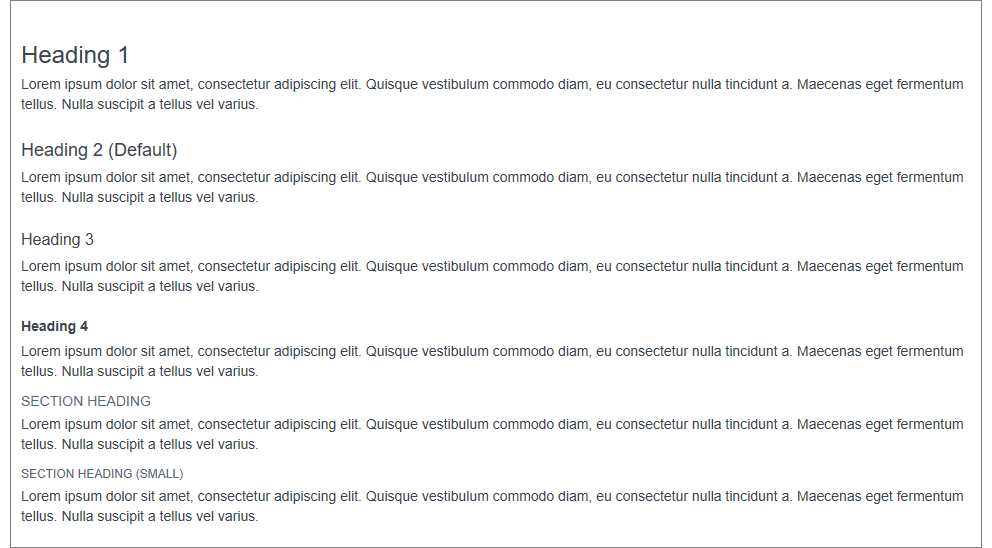 Heading 1
Lorem ipsum dolor sit amet, consectetur adipiscing elit. Quisque vestibulum commodo diam, eu consectetur nulla tincidunt a. Maecenas eget fermentum
tellus. Nulla suscipit a tellus vel varius.
Heading 2 (Default)
Lorem ipsum dolor sit amet, consectetur adipiscing elit. Quisque vestibulum commodo diam, eu consectetur nulla tincidunt a. Maecenas eget fermentum
tellus. Nulla suscipit a tellus vel varius.
Heading 3
Lorem ipsum dolor sit amet, consectetur adipiscing elit. Quisque vestibulum commodo diam, eu consectetur nulla tincidunt a. Maecenas eget fermentum
tellus. Nulla suscipit a tellus vel varius.
Heading 4
Lorem ipsum dolor sit amet, consectetur adipiscing elit. Quisque vestibulum commodo diam, eu consectetur nulla tincidunt a. Maecenas eget fermentum
tellus. Nulla suscipit a tellus vel varius.
SECTION HEADING
Lorem ipsum dolor sit amet, consectetur adipiscing elit. Quisque vestibulum commodo diam, eu consectetur nulla tincidunt a. Maecenas eget fermentum
tellus. Nulla suscipit a tellus vel varius.
SECTION HEADING (SMALL)
Lorem ipsum dolor sit amet, consectetur adipiscing elit. Quisque vestibulum commodo diam, eu consectetur nulla tincidunt a. Maecenas eget fermentum
tellus. Nulla suscipit a tellus vel varius.